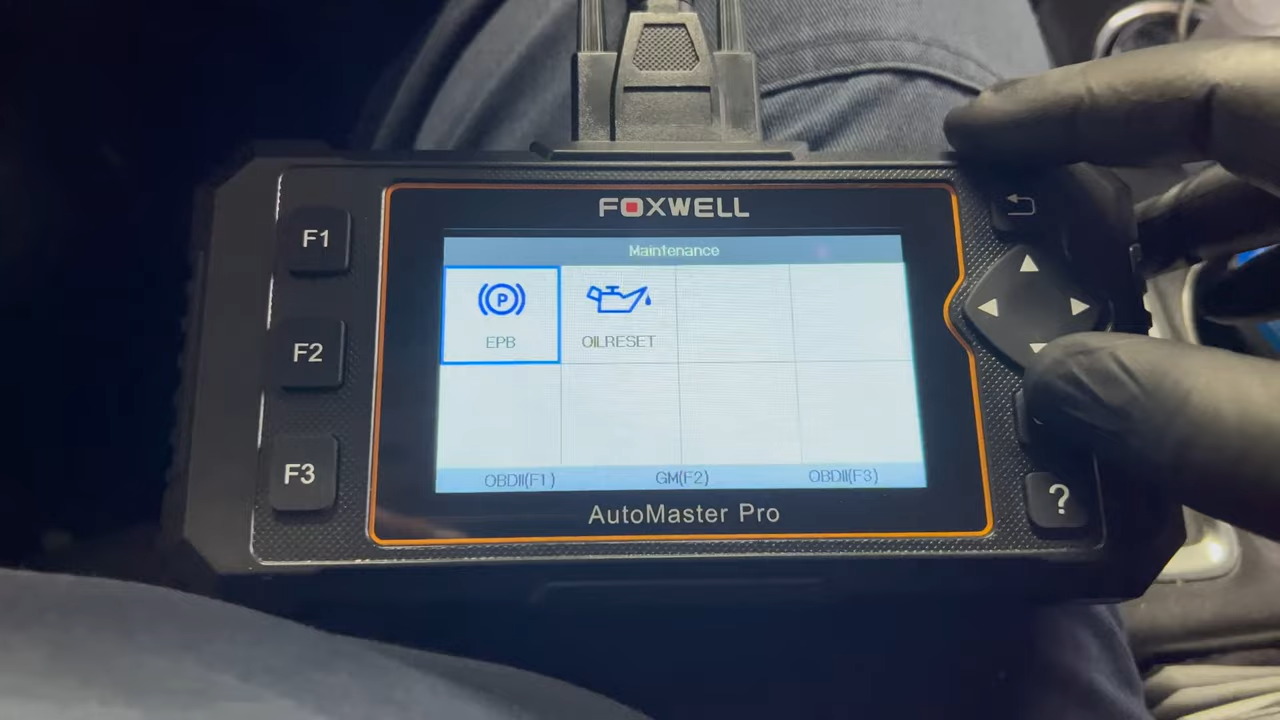 FOXWELL
Maintenance
F1
F2
F3
P
EPB
OILRESET
OBDII(F1)
GM(F2)
OBDII(F3)
AutoMaster Pro
?